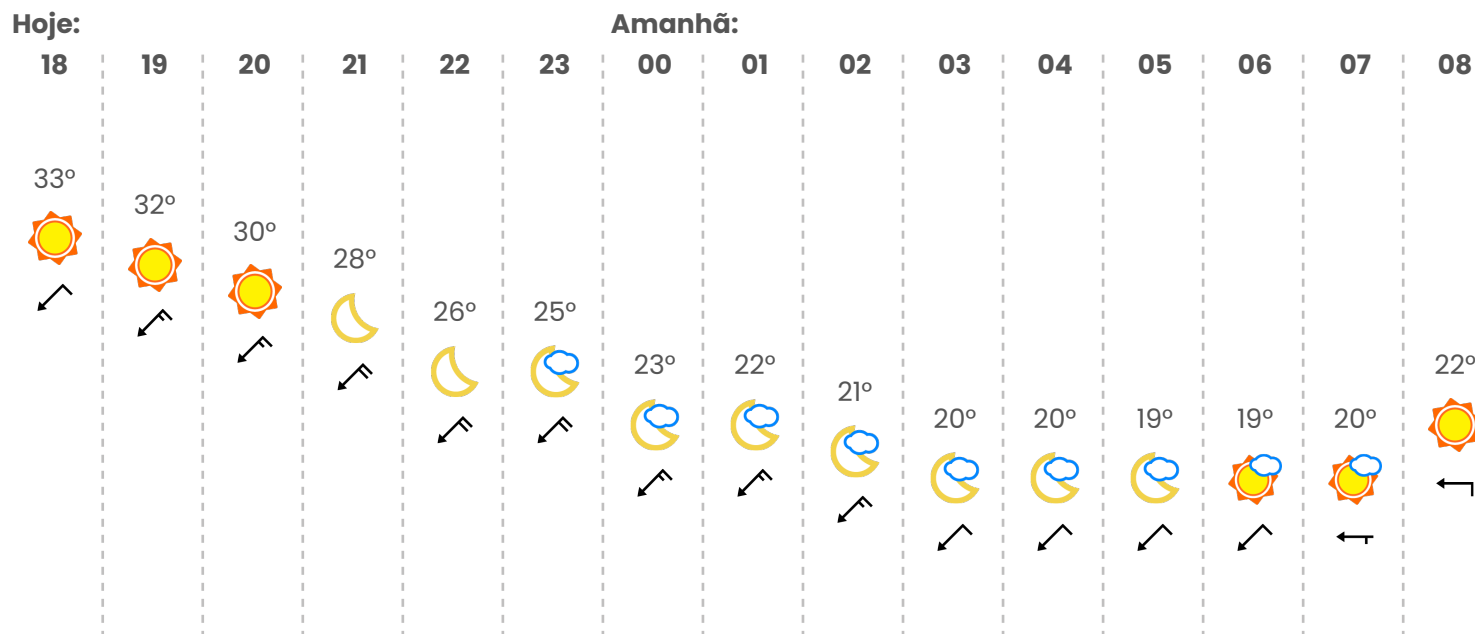 Hoje: Amanhã:
18 19 20 21 22 23 00 01 02 03 04 05 06 07 08
33º
32º
30º
28º
26º 25º
23º 22º 22º
21º
20º 20º 19º 19º 20º